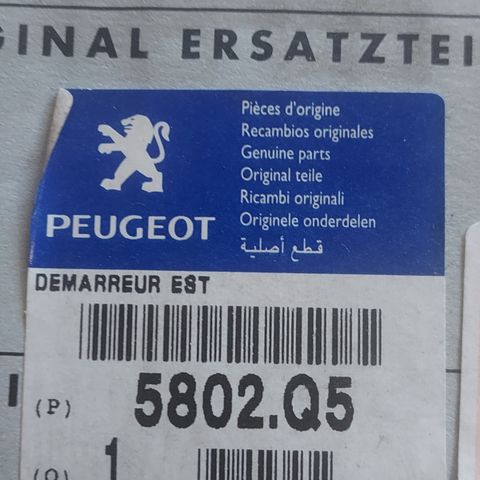 ORIGINAL ERSATZTEI
Pièces d'origine
Recambios originales
Genuine parts
Original teile
Ricambi originali
Originele onderdelen
قطع أصلية
PEUGEOT
DEMARREUR EST
(P) 5802.Q5
(Q) 1